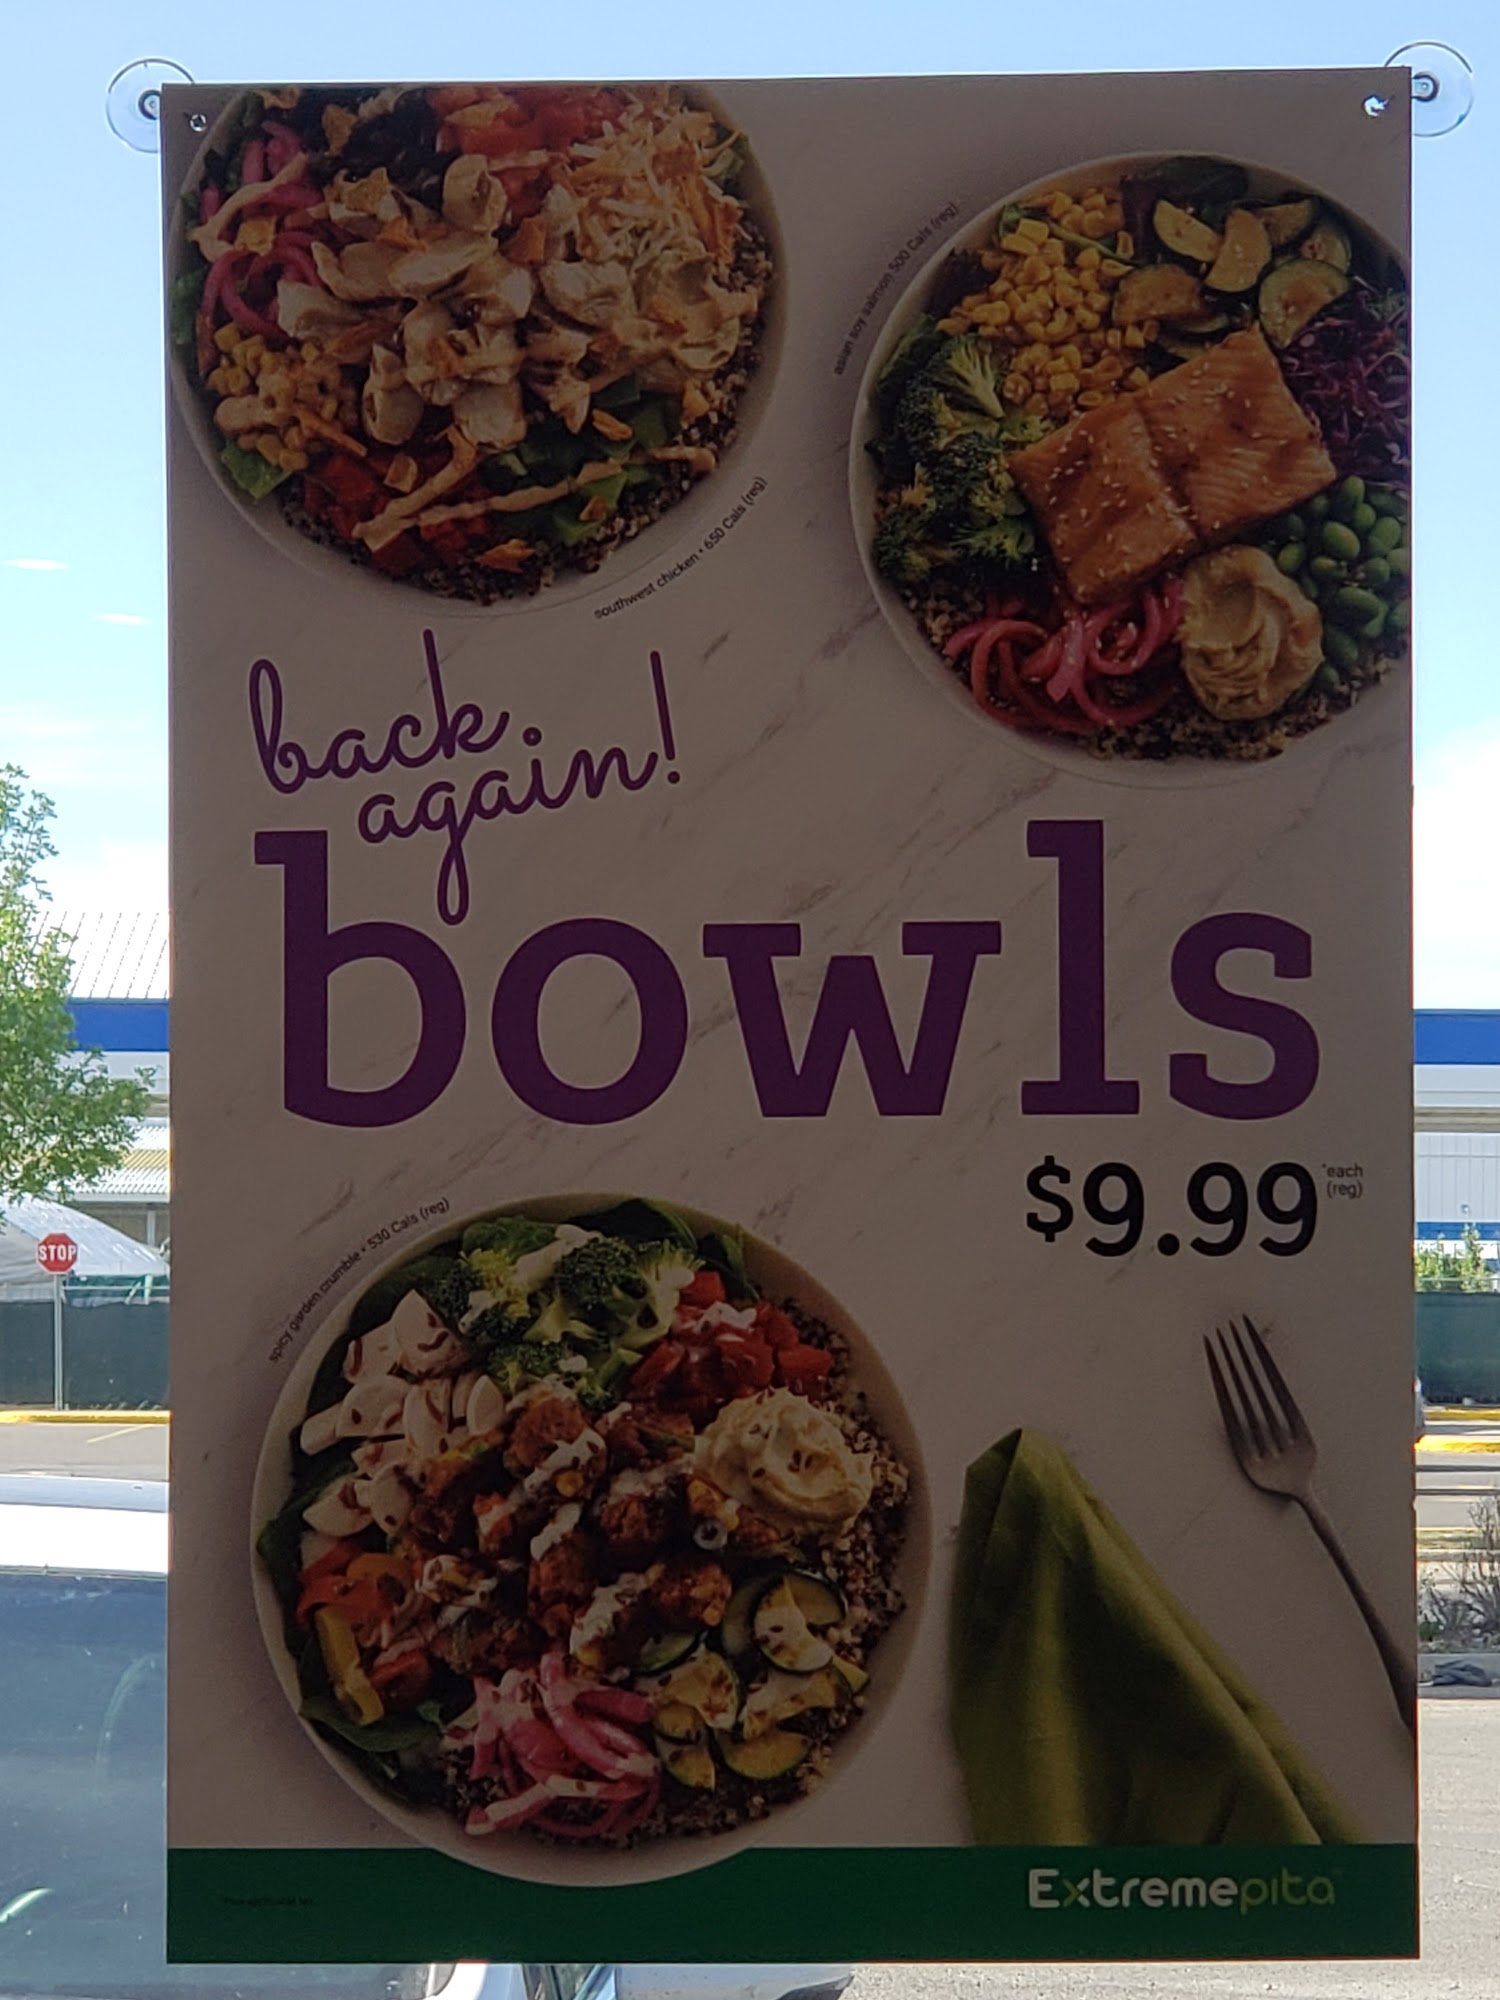 asian soy salmon 500 Cals (reg)
southwest chicken • 650 Cals (reg)
back
again!
bowls
$9.99 *each
(reg)
spicy garden crumble • 530 Cals (reg)
STOP
Extremepita